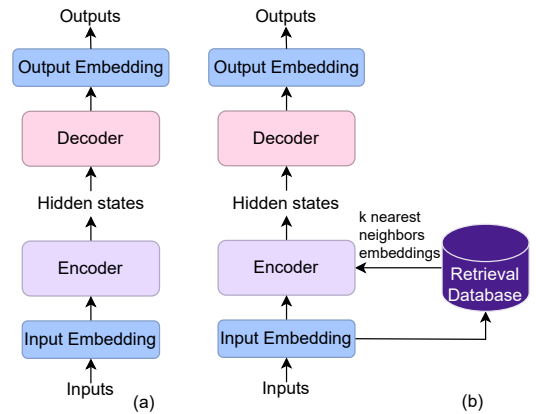 Outputs
Output Embedding
Decoder
Hidden states
Encoder
Input Embedding
Inputs
(a)
Outputs
Output Embedding
Decoder
Hidden states
k nearest
neighbors
embeddings
Encoder
Retrieval
Database
Input Embedding
Inputs
(b)